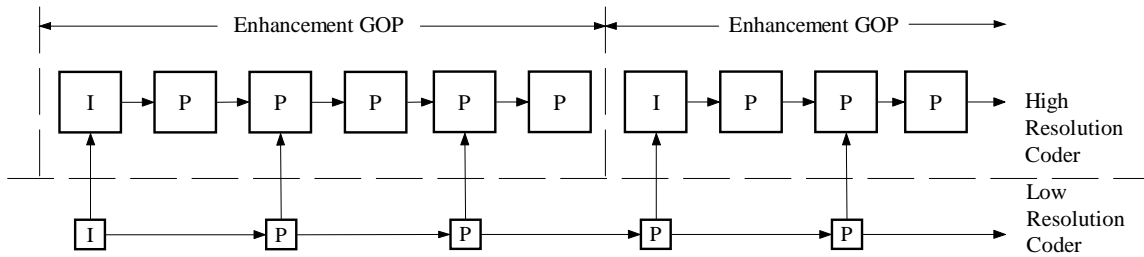 Enhancement GOP Enhancement GOP
I P P P P P I P P P
High
Resolution
Coder
Low
Resolution
Coder
I P P P P